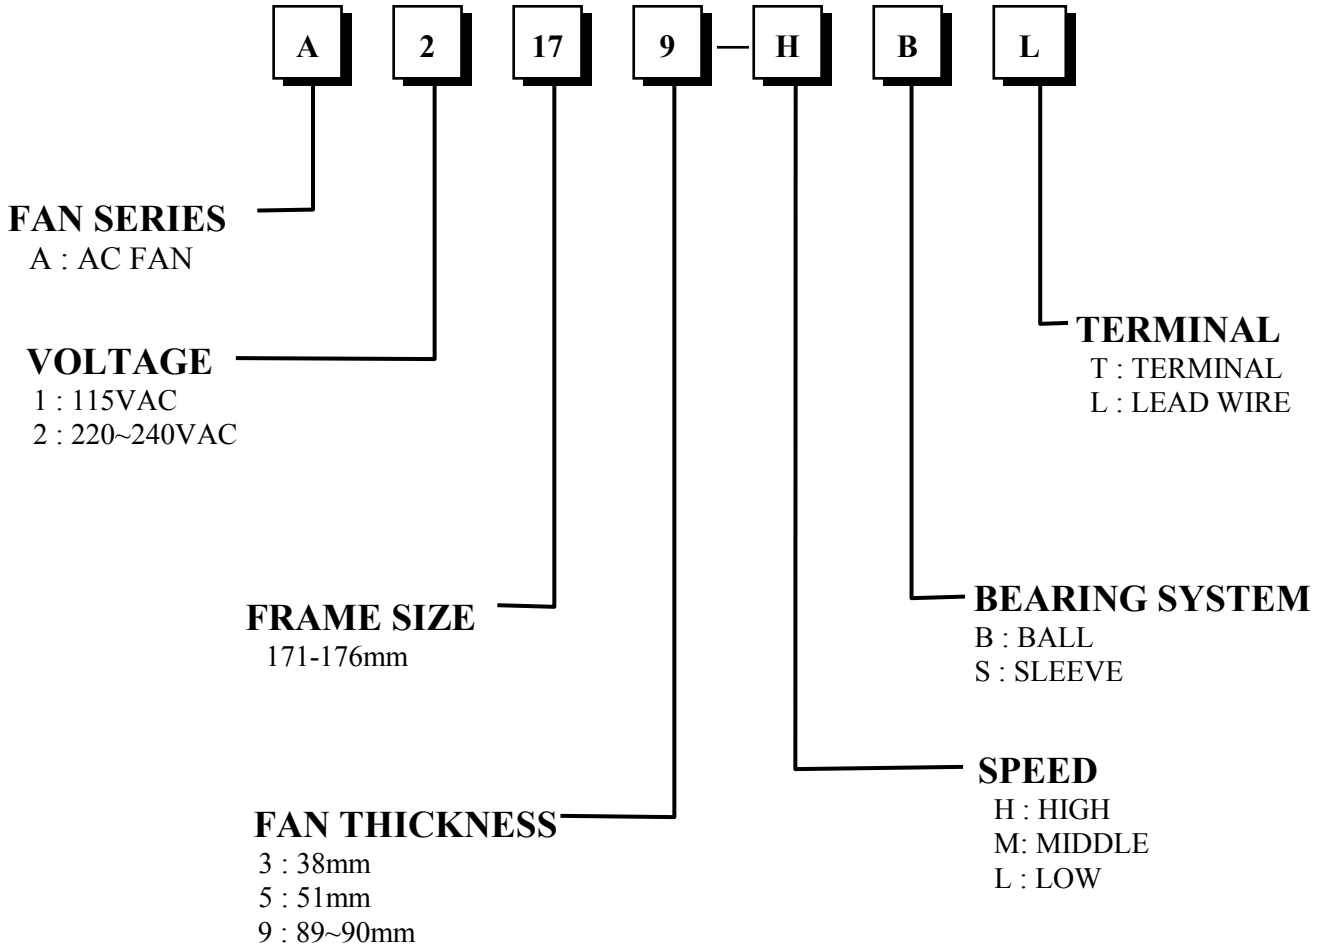 A 2 17 9 — H B L
FAN SERIES
A : AC FAN
VOLTAGE
1 : 115VAC
2 : 220~240VAC
TERMINAL
T : TERMINAL
L : LEAD WIRE
FRAME SIZE
171-176mm
BEARING SYSTEM
B : BALL
S : SLEEVE
SPEED
H : HIGH
M: MIDDLE
L : LOW
FAN THICKNESS
3 : 38mm
5 : 51mm
9 : 89~90mm